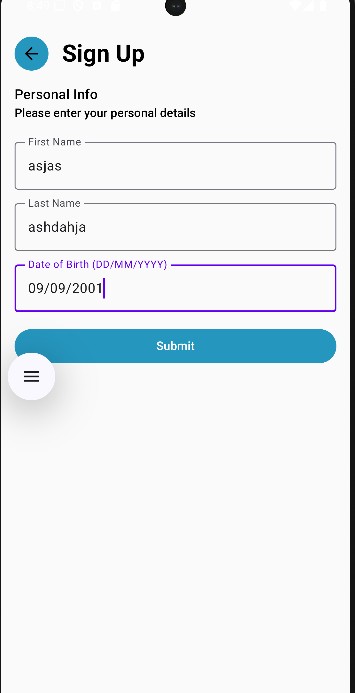 Sign Up
Personal Info
Please enter your personal details
First Name
asjas
Last Name
ashdahja
Date of Birth (DD/MM/YYYY)
09/09/2001
Submit